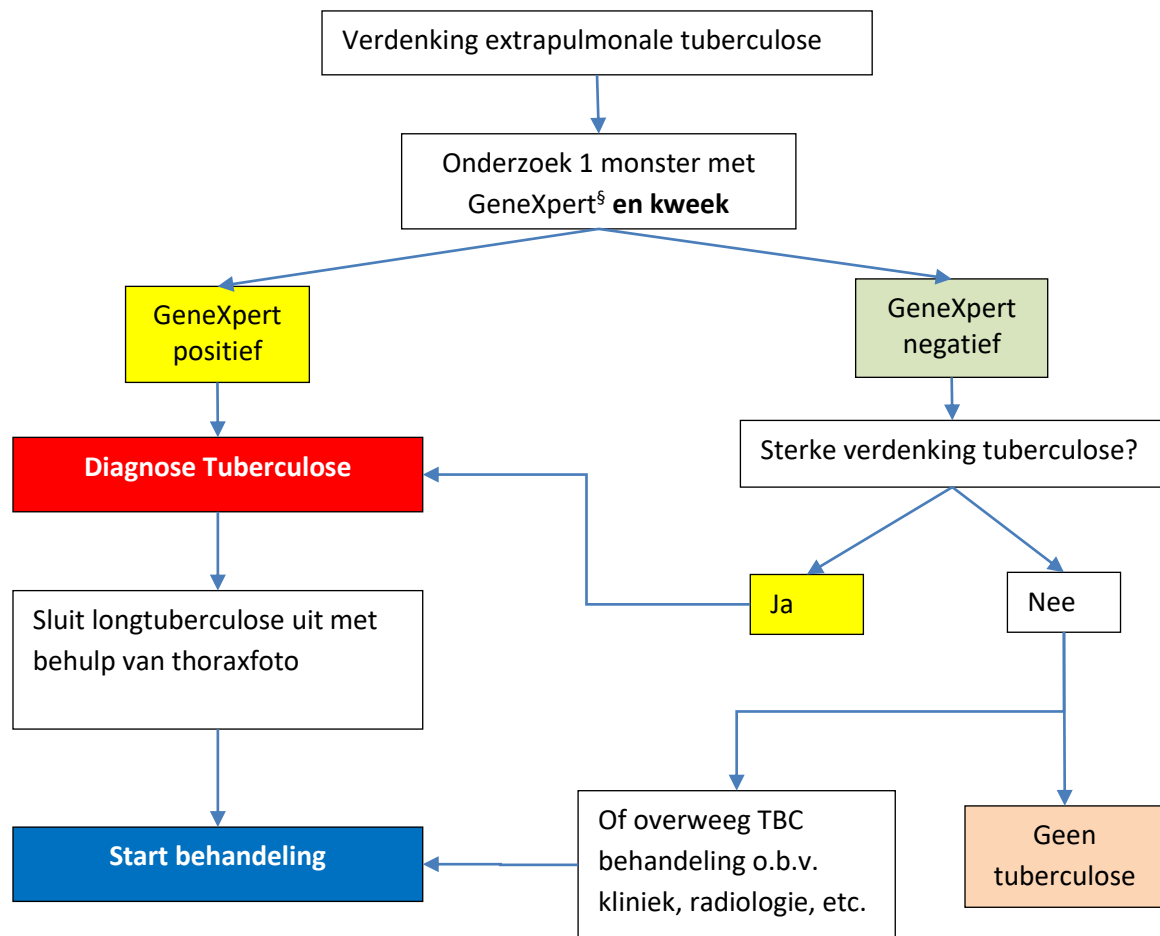 Verdenking extrapulmonale tuberculose
Onderzoek 1 monster met
GeneXpert§ en kweek
GeneXpert
positief
GeneXpert
negatief
Diagnose Tuberculose
Sterke verdenking tuberculose?
Ja
Nee
Sluit longtuberculose uit met
behulp van thoraxfoto
Of overweeg TBC
behandeling o.b.v.
kliniek, radiologie, etc.
Geen
tuberculose
Start behandeling